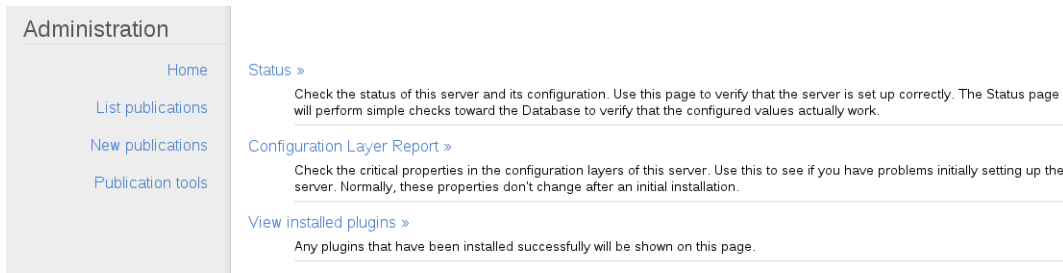 Administration
Home
List publications
New publications
Publication tools
Status »
Check the status of this server and its configuration. Use this page to verify that the server is set up correctly. The Status page
will perform simple checks toward the Database to verify that the configured values actually work.
Configuration Layer Report »
Check the critical properties in the configuration layers of this server. Use this to see if you have problems initially setting up the
server. Normally, these properties don't change after an initial installation.
View installed plugins »
Any plugins that have been installed successfully will be shown on this page.